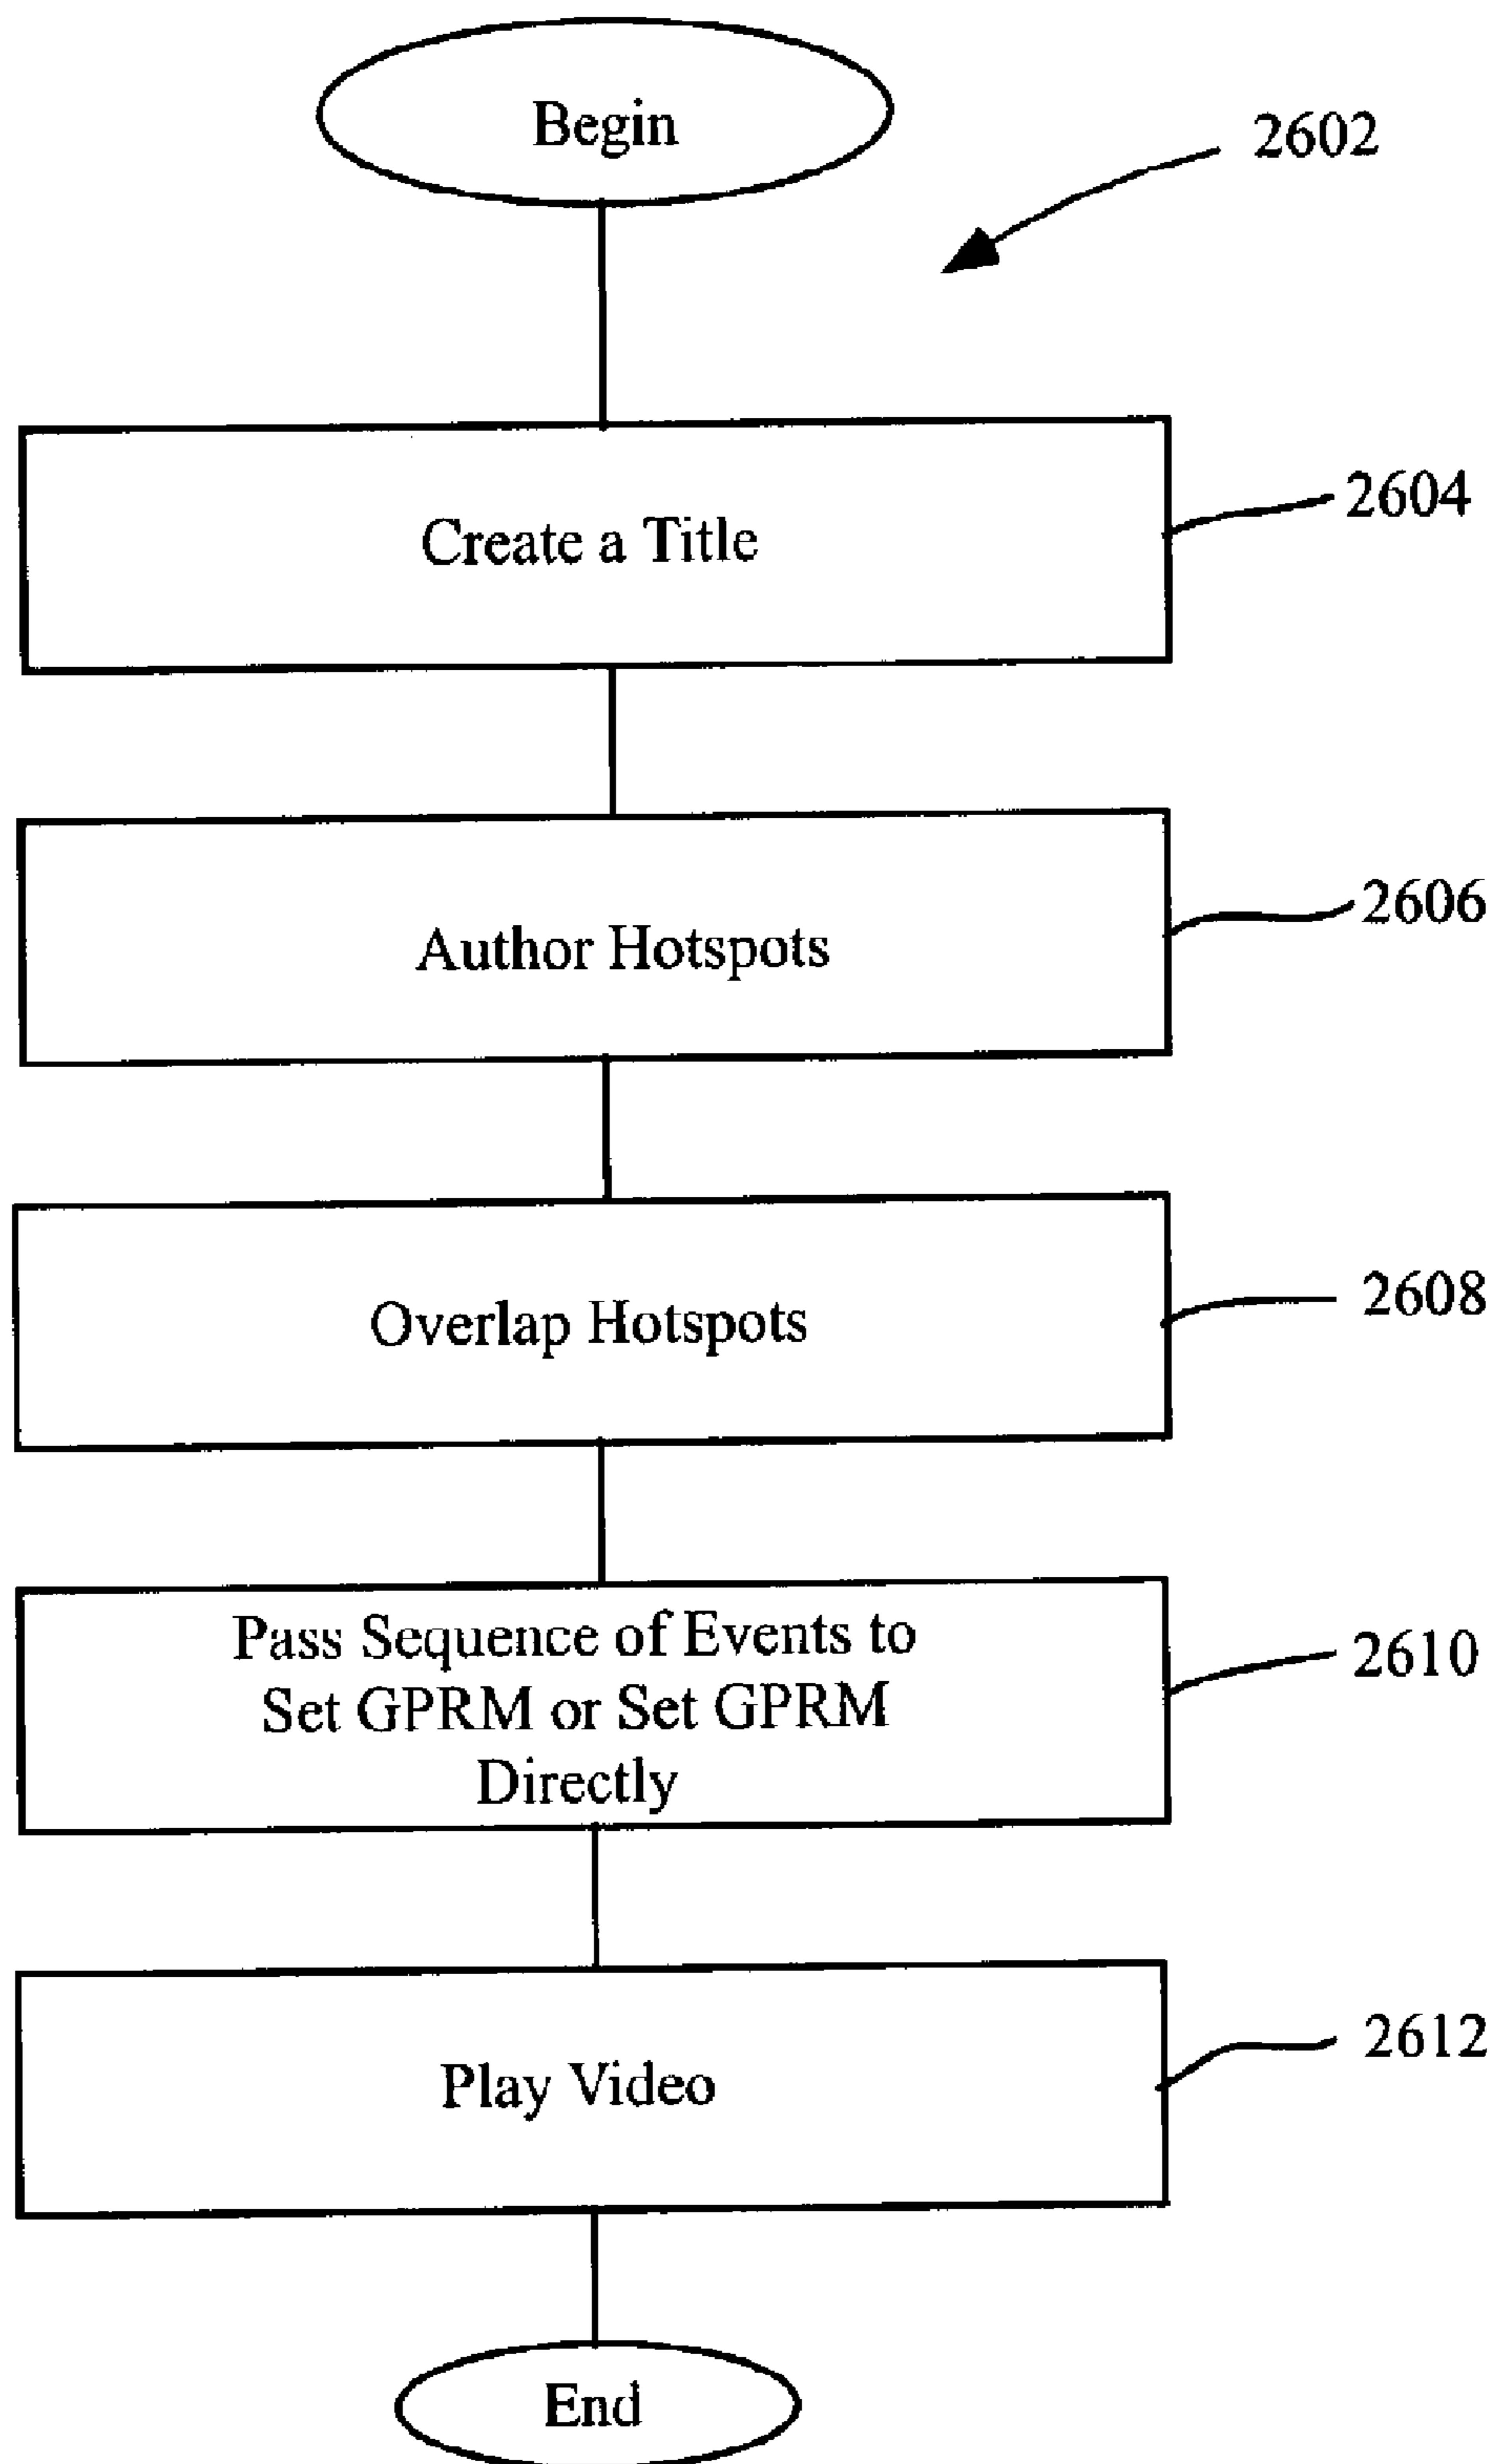 Begin
2602
Create a Title
2604
Author Hotspots
2606
Overlap Hotspots
2608
Pass Sequence of Events to
Set GPRM or Set GPRM
Directly
2610
Play Video
2612
End